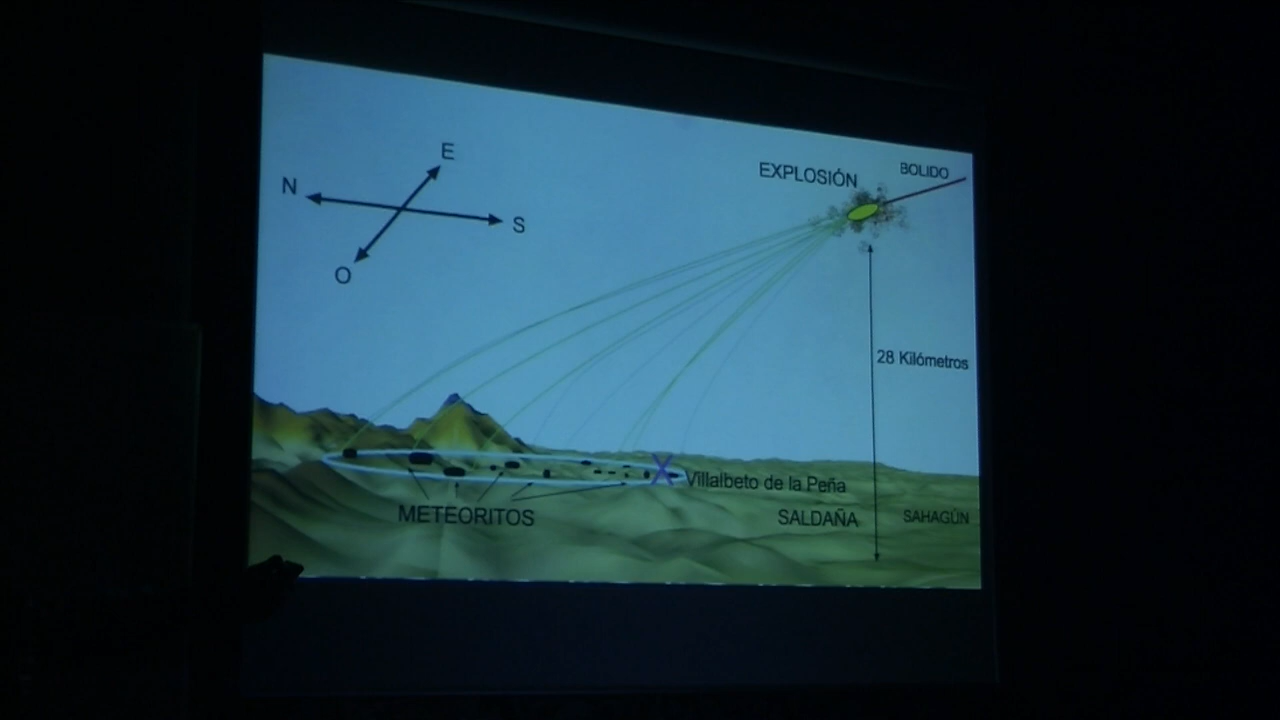 E
N
S
O
EXPLOSIÓN
BOLIDO
28 Kilómetros
X
Villalbeto de la Peña
METEORITOS
SALDAÑA
SAHAGÚN